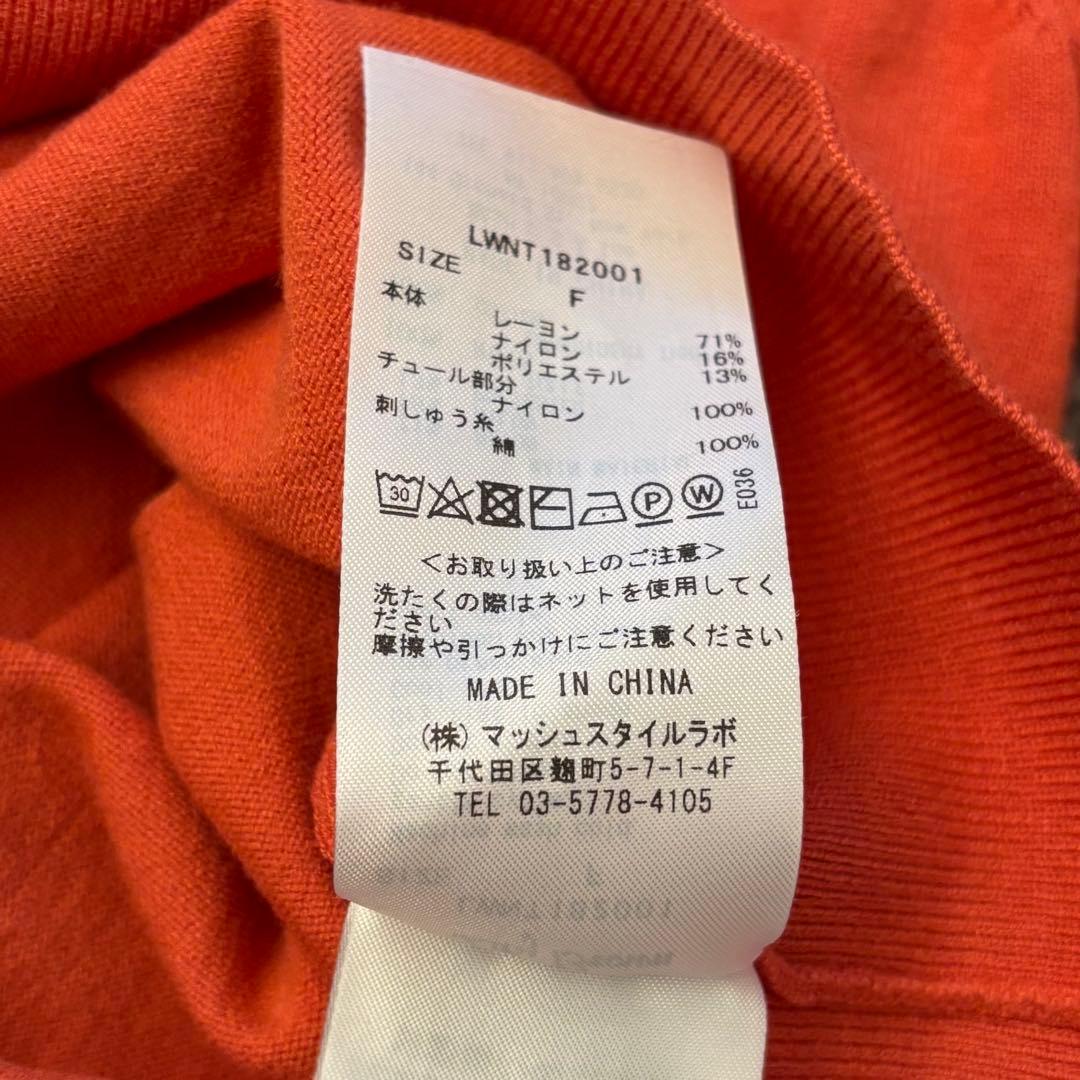 LWNT182001
SIZE F
本体
レーヨン 71%
ナイロン 16%
ポリエステル 13%
チュール部分
ナイロン 100%
刺しゅう糸
綿 100%
30 P W E036
<お取り扱い上のご注意>
洗たくの際はネットを使用してく
ださい
摩擦や引っかけにご注意ください
MADE IN CHINA
(株)マッシュスタイルラボ
千代田区麹町5-7-1-4F
TEL 03-5778-4105